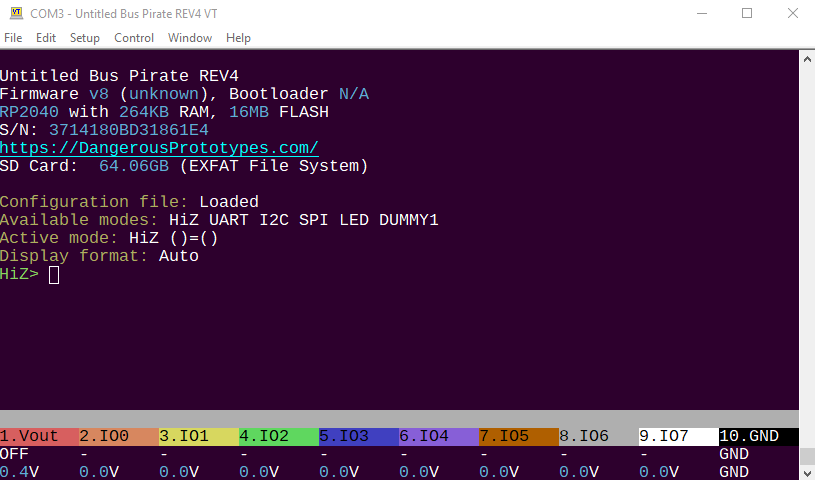 COM3 - Untitled Bus Pirate REV4 VT
File Edit Setup Control Window Help
Untitled Bus Pirate REV4
Firmware v8 (unknown), Bootloader N/A
RP2040 with 264KB RAM, 16MB FLASH
S/N: 3714180BD31861E4
https://DangerousPrototypes.com/
SD Card:  64.06GB (EXFAT File System)
Configuration file: Loaded
Available modes: HiZ UART I2C SPI LED DUMMY1
Active mode: HiZ ()=()
Display format: Auto
HiZ>
1.Vout 2.IO0 3.IO1 4.IO2 5.IO3 6.IO4 7.IO5 8.IO6 9.IO7 10.GND
OFF - - - - - - - - GND
0.4V 0.0V 0.0V 0.0V 0.0V 0.0V 0.0V 0.0V 0.0V GND